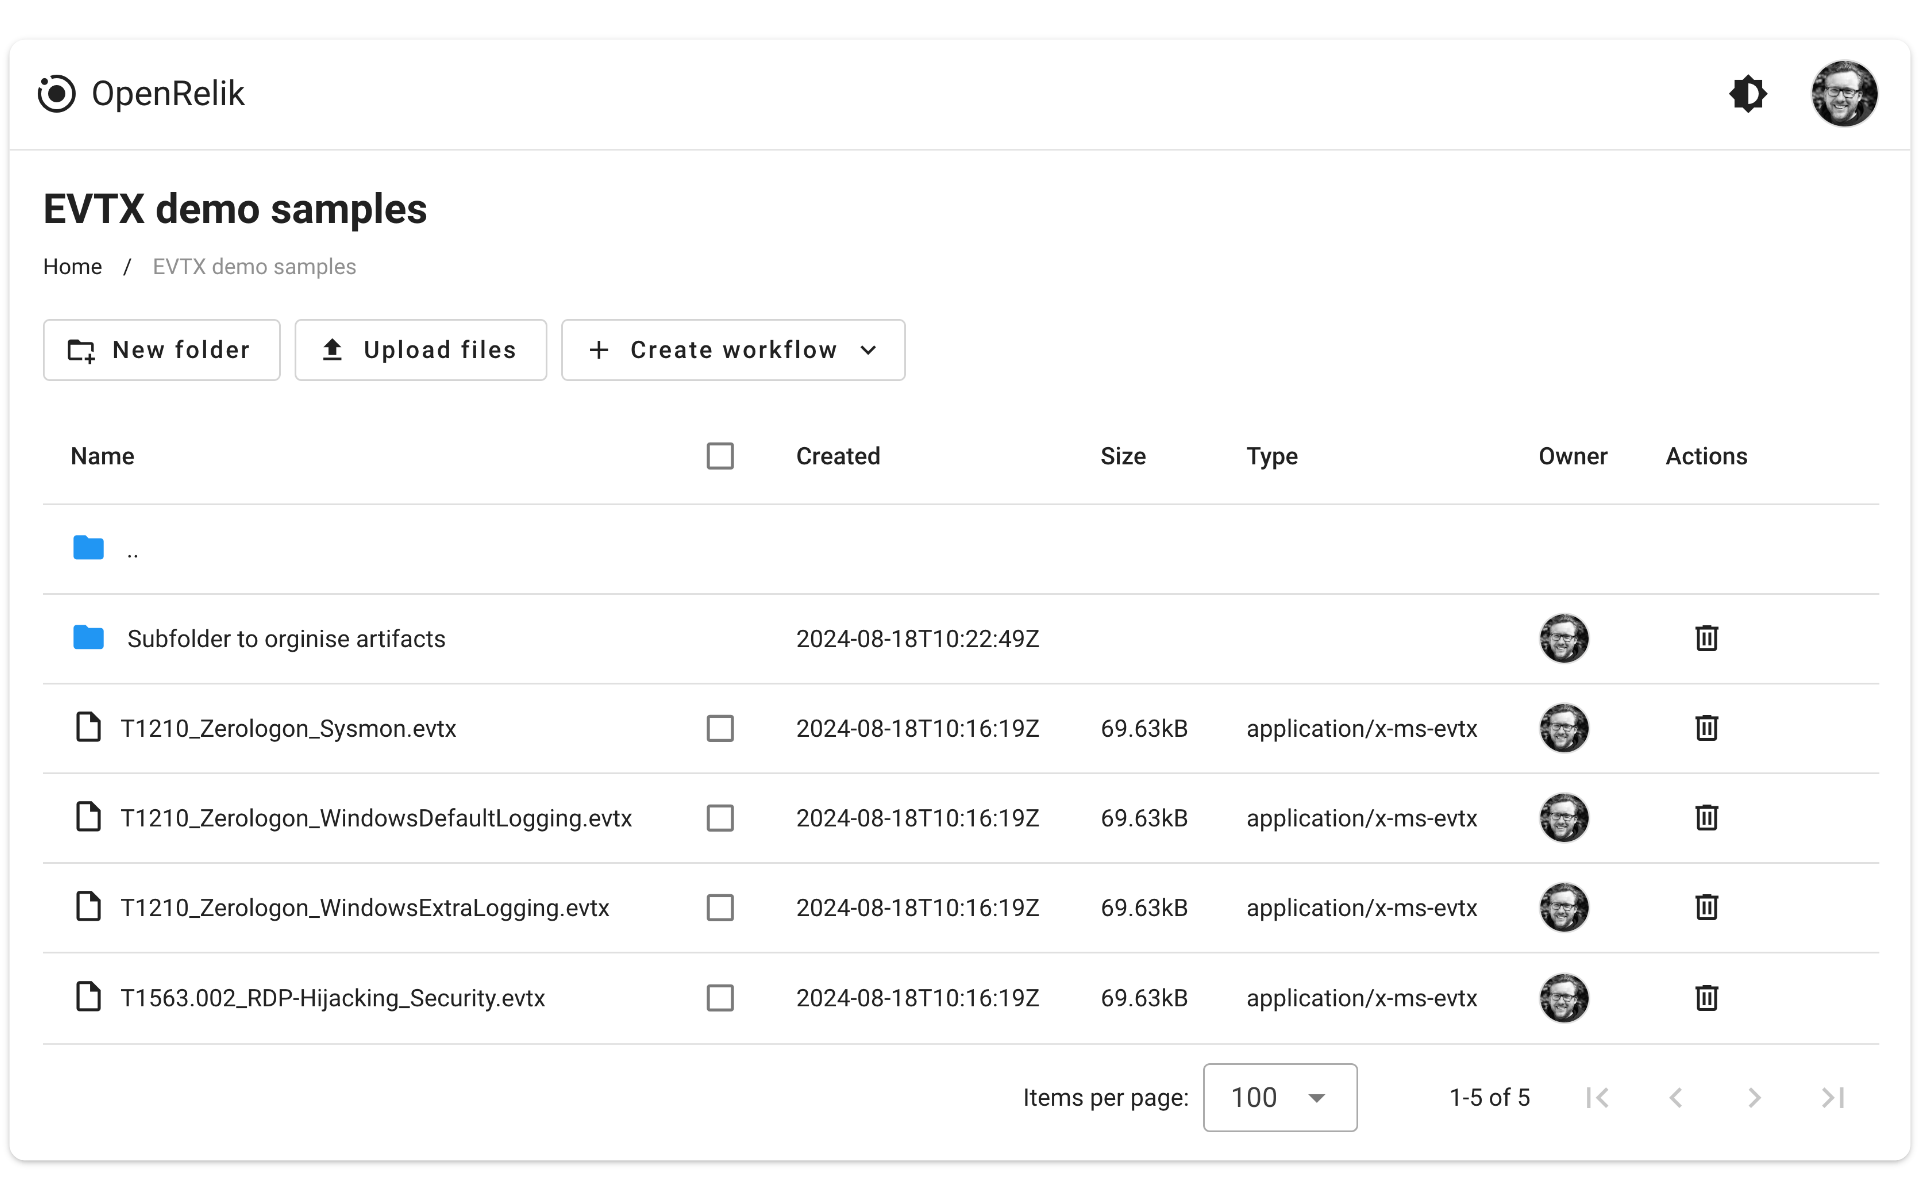 OpenRelik
EVTX demo samples
Home / EVTX demo samples
New folder Upload files Create workflow
Name Created Size Type Owner Actions
..
Subfolder to orginise artifacts 2024-08-18T10:22:49Z
T1210_Zerologon_Sysmon.evtx 2024-08-18T10:16:19Z 69.63kB application/x-ms-evtx
T1210_Zerologon_WindowsDefaultLogging.evtx 2024-08-18T10:16:19Z 69.63kB application/x-ms-evtx
T1210_Zerologon_WindowsExtraLogging.evtx 2024-08-18T10:16:19Z 69.63kB application/x-ms-evtx
T1563.002_RDP-Hijacking_Security.evtx 2024-08-18T10:16:19Z 69.63kB application/x-ms-evtx
Items per page: 100 1-5 of 5